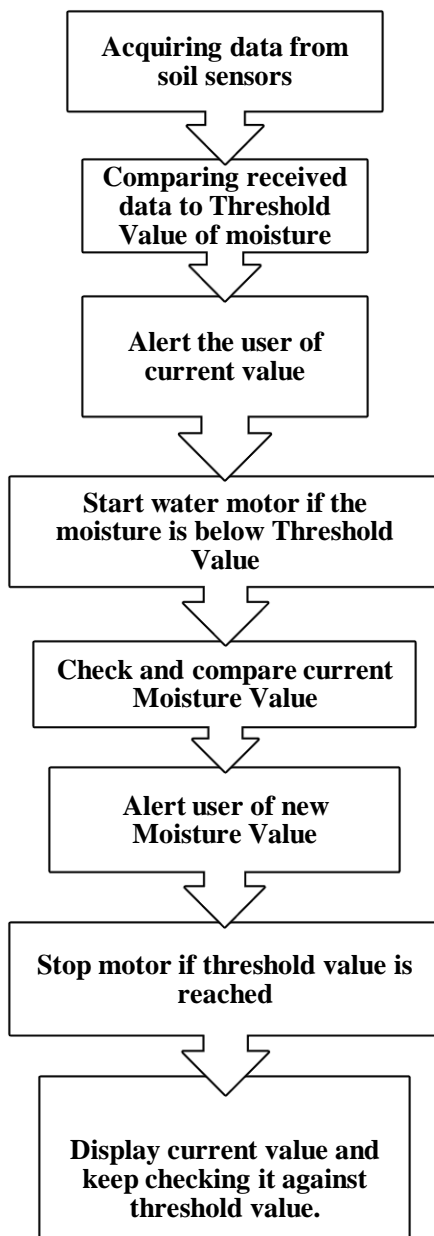 Acquiring data from
soil sensors
Comparing received
data to Threshold
Value of moisture
Alert the user of
current value
Start water motor if the
moisture is below Threshold
Value
Check and compare current
Moisture Value
Alert user of new
Moisture Value
Stop motor if threshold value is
reached
Display current value and
keep checking it against
threshold value.